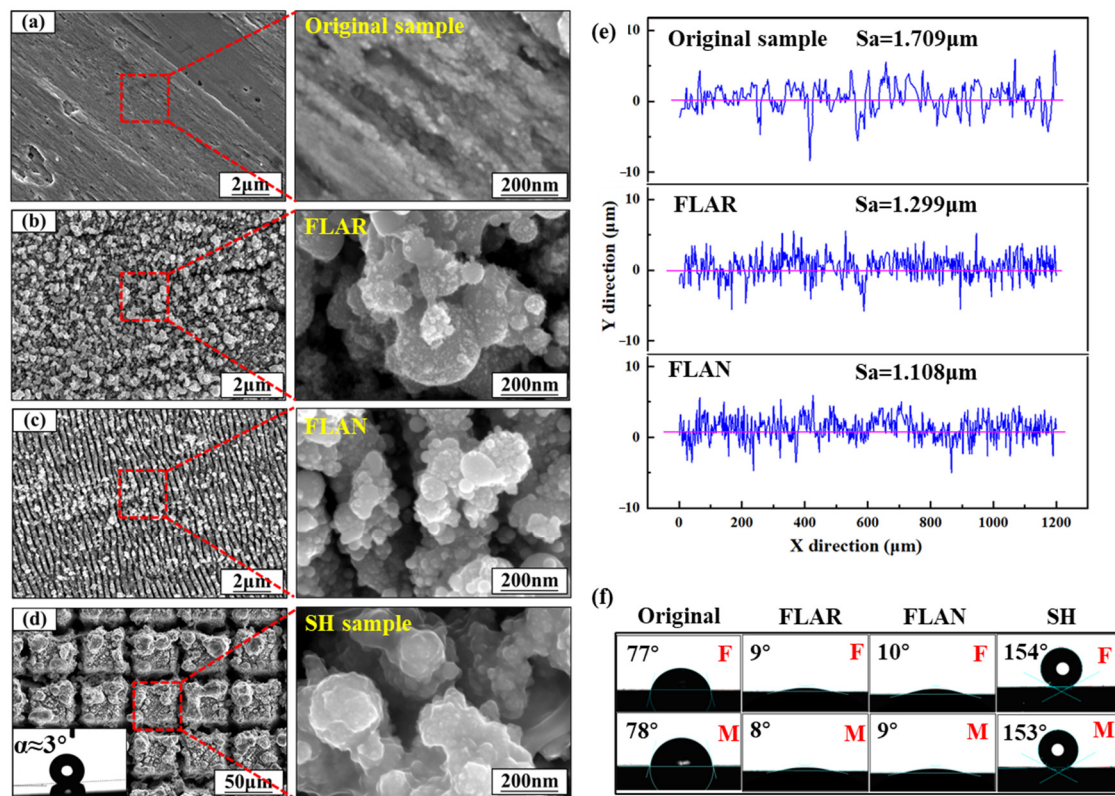 (a)
Original sample
2μm
200nm
(b)
FLAR
2μm
200nm
(c)
FLAN
2μm
200nm
(d)
SH sample
α≈3°
50μm
200nm
(e)
10
Original sample Sa=1.709μm
0
-10
10
FLAR Sa=1.299μm
0
-10
10
FLAN Sa=1.108μm
0
-10
Y direction (μm)
0 200 400 600 800 1000 1200
X direction (μm)
(f)
Original FLAR FLAN SH
77° F 9° F 10° F 154° F
78° M 8° M 9° M 153° M